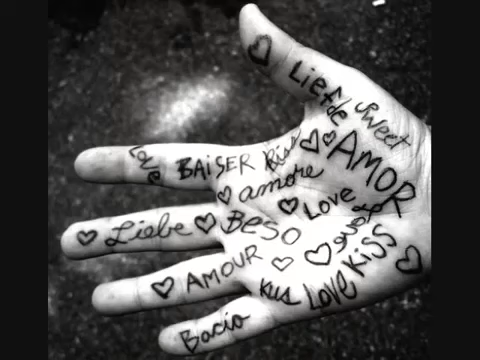 Liefde
sweet
AMOR
Love
BAISER
Kiss
amore
Love
Liebe
BESO
Love
KISS
AMOUR
Kus
Love
Bacio